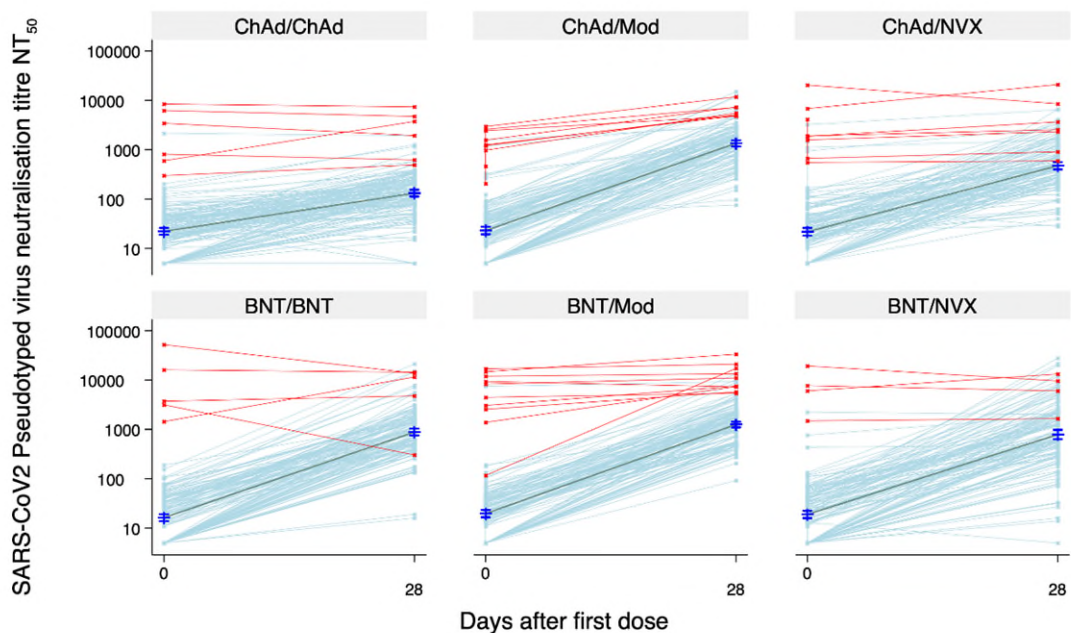 SARS-CoV2 Pseudotyped virus neutralisation titre NT50
ChAd/ChAd
ChAd/Mod
ChAd/NVX
100000
10000
1000
100
10
BNT/BNT
BNT/Mod
BNT/NVX
100000
10000
1000
100
10
0
28
0
28
0
28
Days after first dose